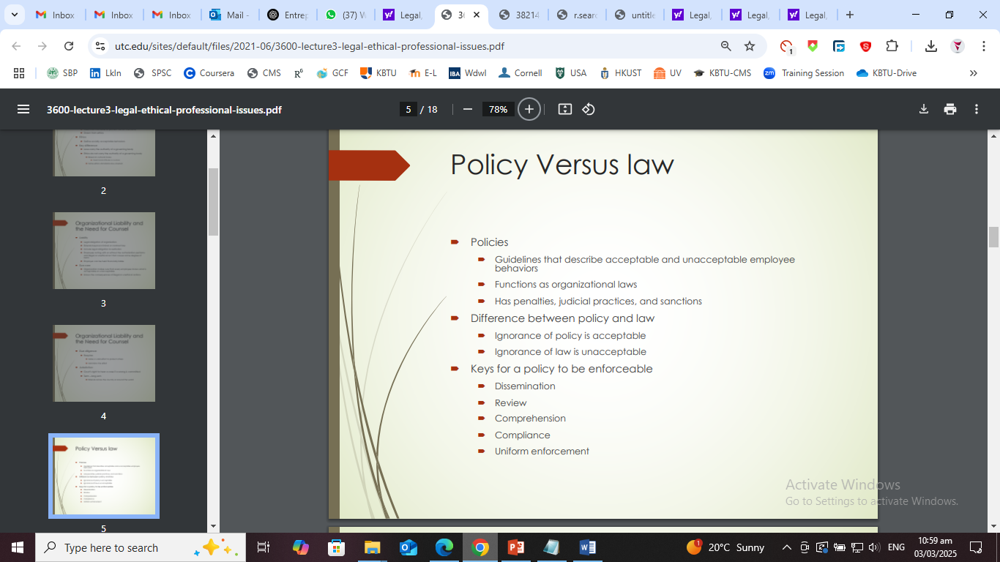 Inbox
Inbox
Inbox
Mail -
Entrep
(37) W
Legal,
38214
r.sear
untitle
Legal,
Legal,
Legal,
utc.edu/sites/default/files/2021-06/3600-lecture3-legal-ethical-professional-issues.pdf
1
SBP
LkIn
SPSC
Coursera
CMS
GCF
KBTU
E-L
IBA
Wdwl
Cornell
USA
HKUST
UV
KBTU-CMS
zm
Training Session
KBTU-Drive
3600-lecture3-legal-ethical-professional-issues.pdf
5 / 18
78%
2
Organizational Liability and
the Need for Counsel
3
Organizational Liability and
the Need for Counsel
4
Policy Versus law
5
Policy Versus law
Policies
Guidelines that describe acceptable and unacceptable employee
behaviors
Functions as organizational laws
Has penalties, judicial practices, and sanctions
Difference between policy and law
Ignorance of policy is acceptable
Ignorance of law is unacceptable
Keys for a policy to be enforceable
Dissemination
Review
Comprehension
Compliance
Uniform enforcement
Activate Windows
Go to Settings to activate Windows.
Type here to search
1
20°C Sunny
ENG
10:59 am
03/03/2025